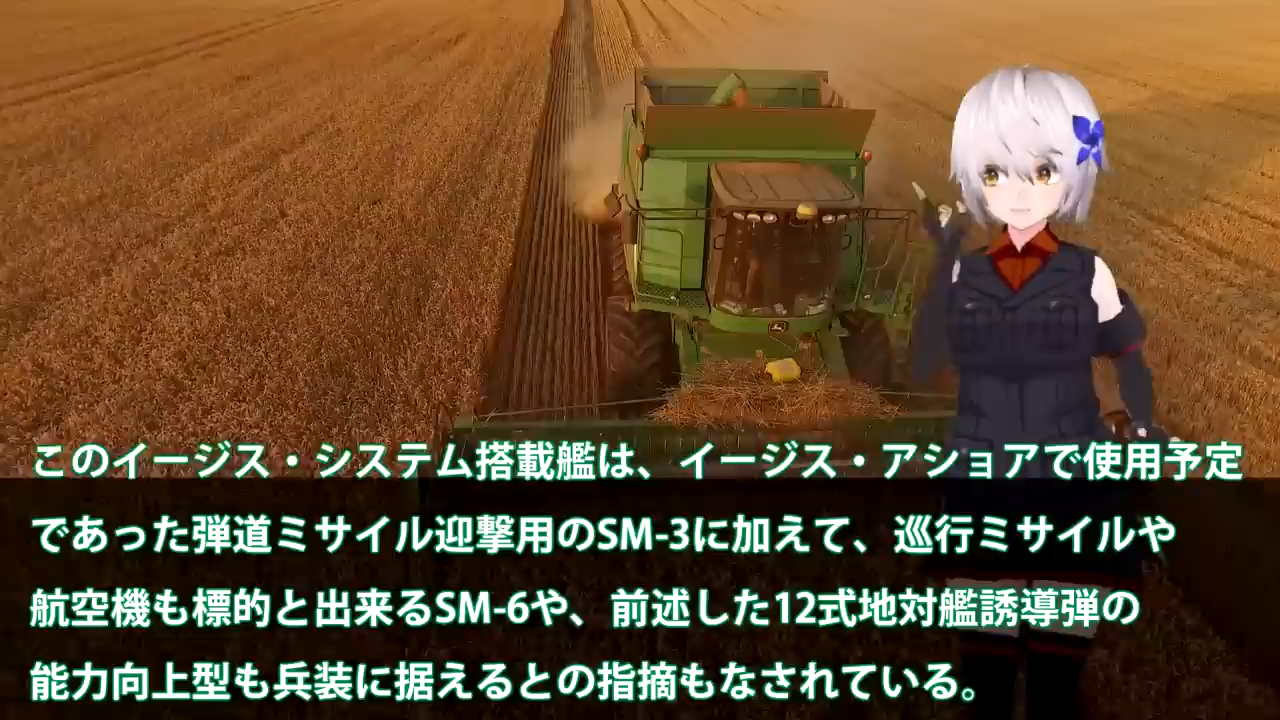 このイージス・システム搭載艦は、イージス・アショアで使用予定
であった弾道ミサイル迎撃用のSM-3に加えて、巡行ミサイルや
航空機も標的と出来るSM-6や、前述した12式地対艦誘導弾の
能力向上型も兵装に据えるとの指摘もなされている。